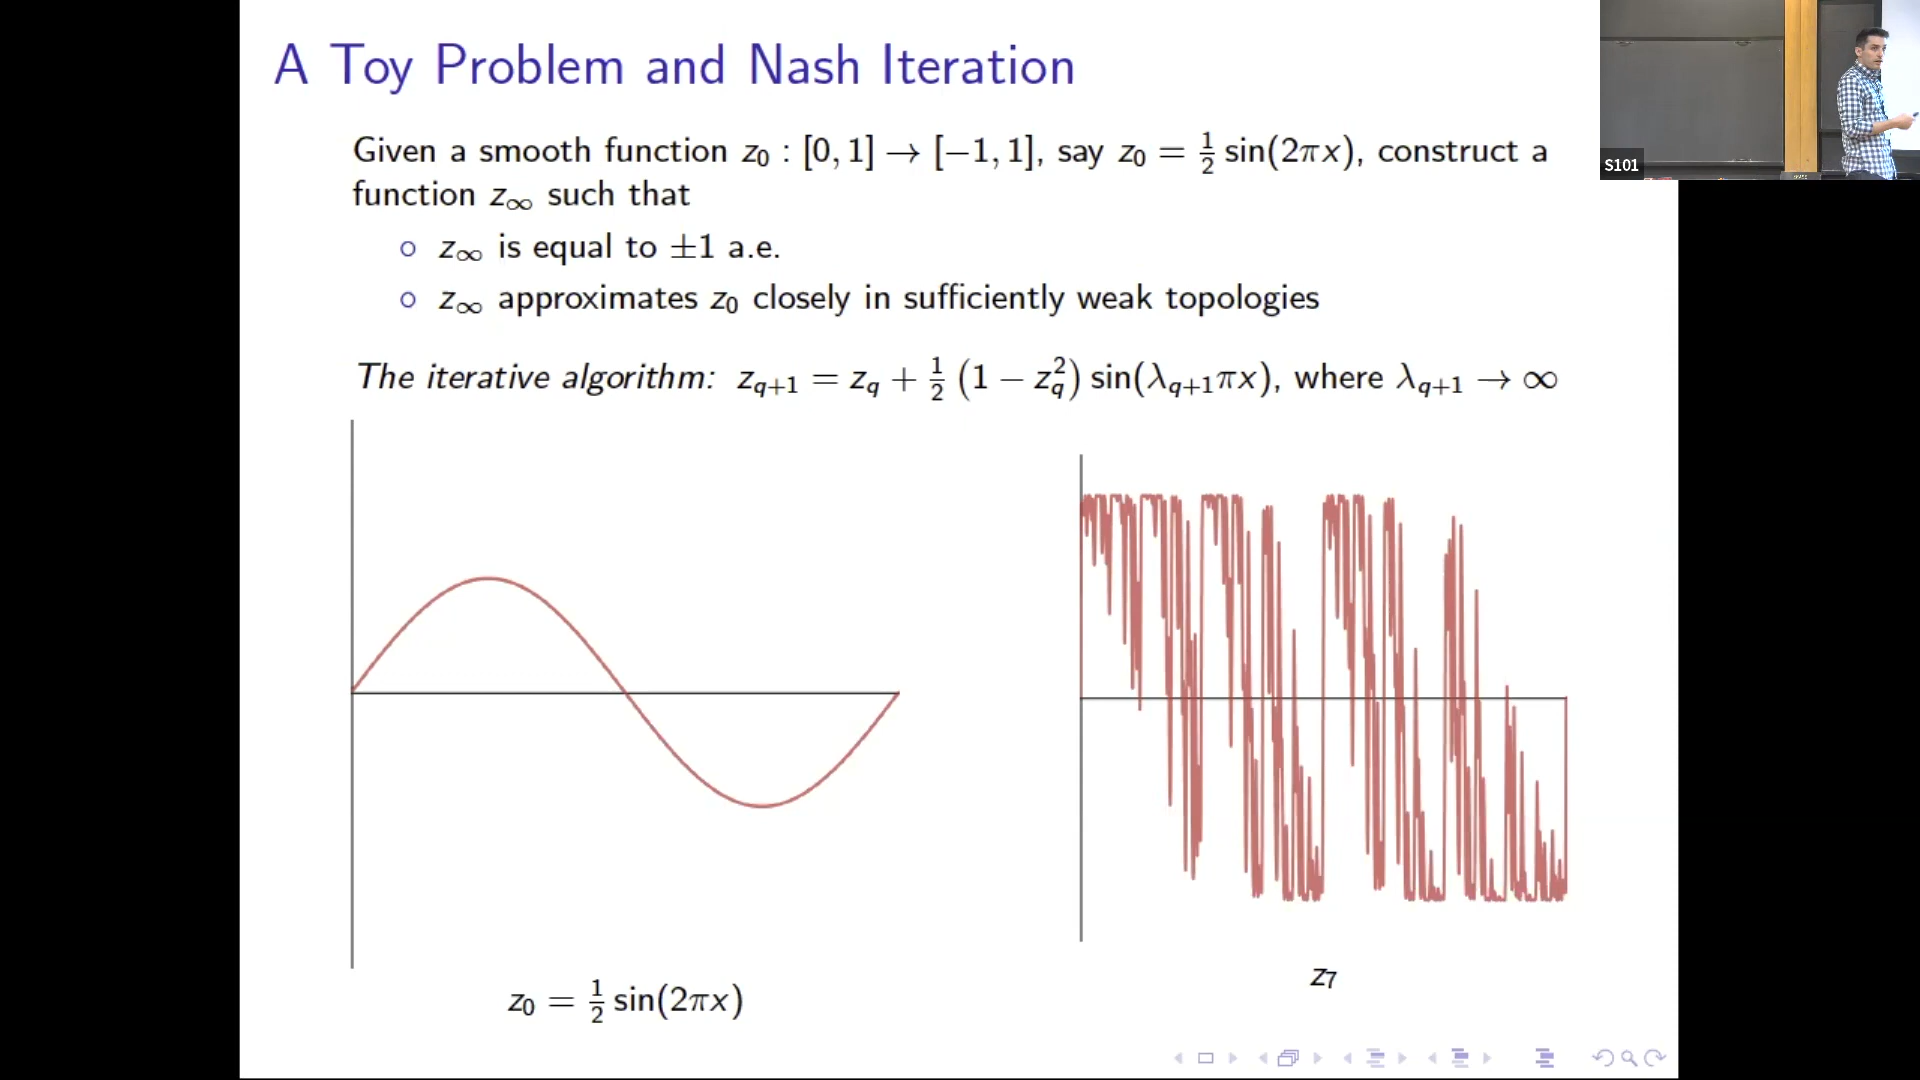 A Toy Problem and Nash Iteration
S101
Given a smooth function z₀ : [0, 1] → [−1, 1], say z₀ = ½ sin(2πx), construct a
function z∞ such that
○ z∞ is equal to ±1 a.e.
○ z∞ approximates z₀ closely in sufficiently weak topologies
The iterative algorithm: z_{q+1} = z_q + ½ (1 − z_q²) sin(λ_{q+1}πx), where λ_{q+1} → ∞
z₀ = ½ sin(2πx)
z₇